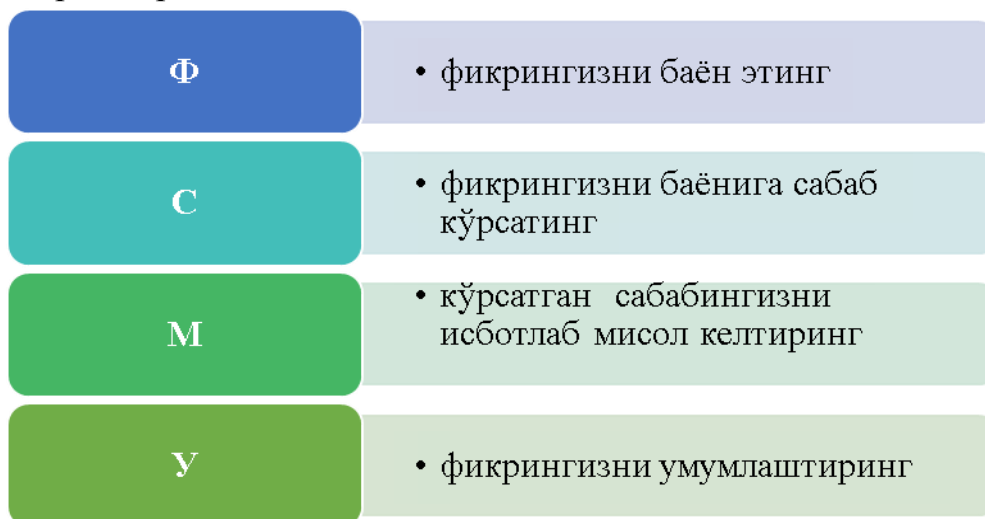 Ф
• фикрингизни баён этинг
С
• фикрингизни баёнига сабаб
кўрсатинг
М
• кўрсатган сабабингизни
исботлаб мисол келтиринг
У
• фикрингизни умумлаштиринг